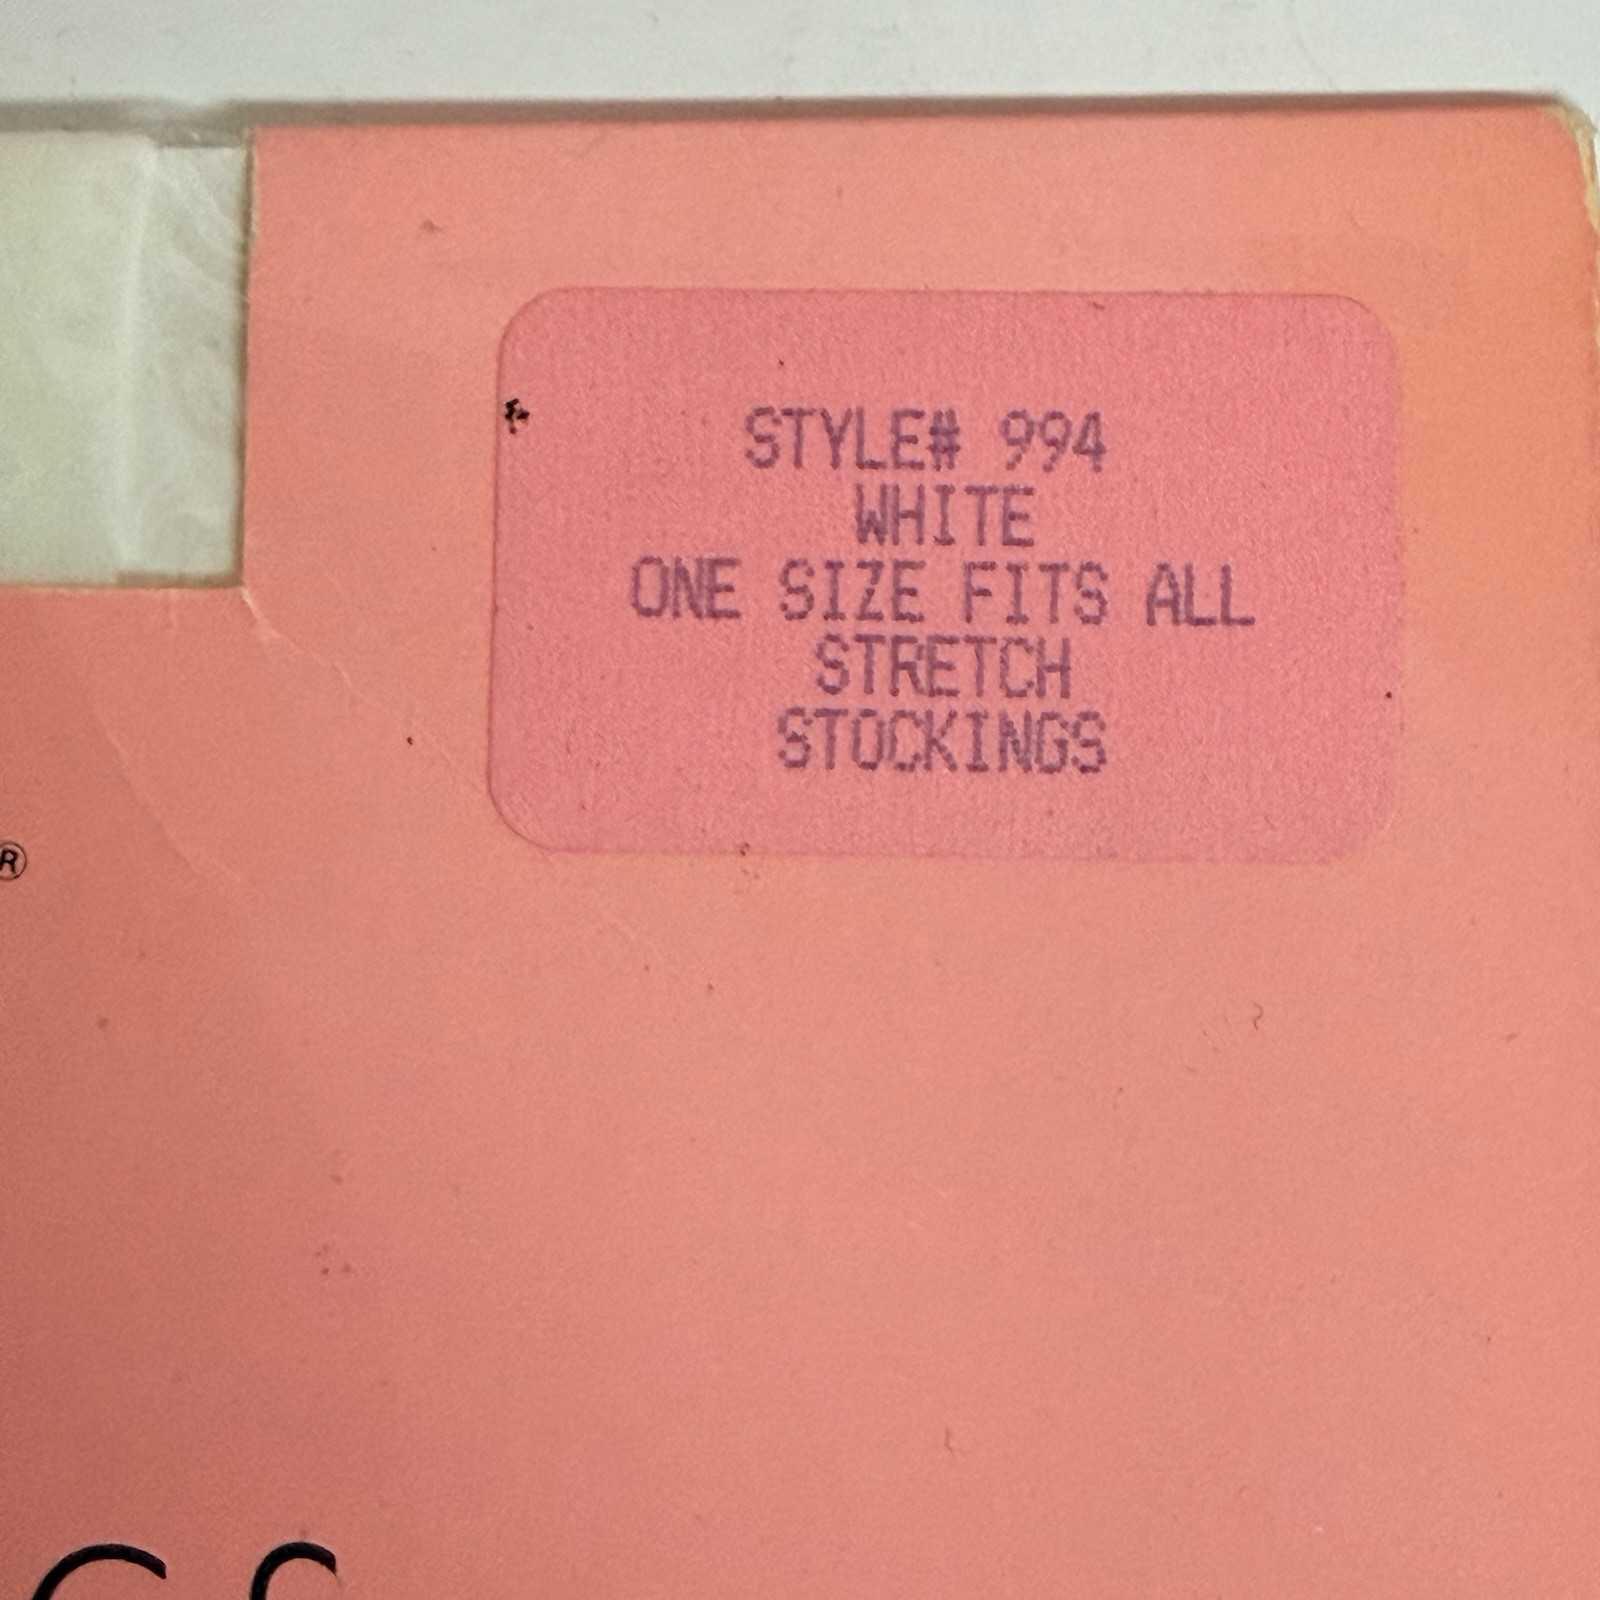 STYLE# 994
WHITE
ONE SIZE FITS ALL
STRETCH
STOCKINGS
®